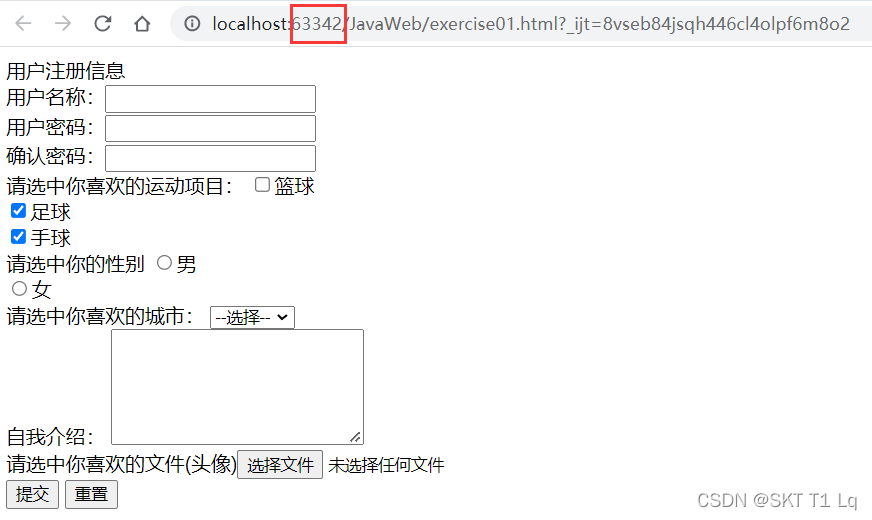 localhost:63342/JavaWeb/exercise01.html?_ijt=8vseb84jsqh446cl4olpf6m8o2
用户注册信息
用户名称：
用户密码：
确认密码：
请选中你喜欢的运动项目： 篮球
足球
手球
请选中你的性别 男
女
请选中你喜欢的城市： --选择--
自我介绍：
请选中你喜欢的文件(头像) 选择文件 未选择任何文件
提交 重置
CSDN @SKT T1 Lq